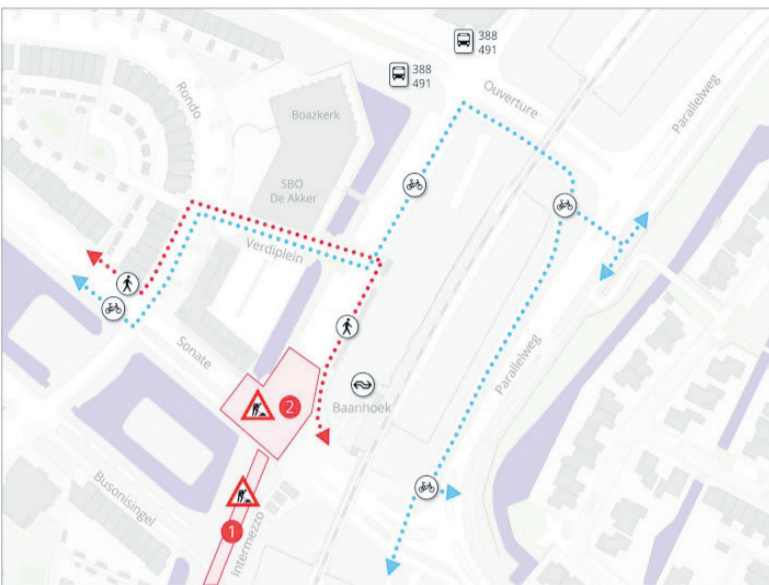 388
491
388
491
Ouverture
Parallelweg
Rondo
Boazkerk
SBO
De Akker
Verdiplein
Sonate
Parallelweg
2
Baanhoek
Busonisingel
1
Intermezzo